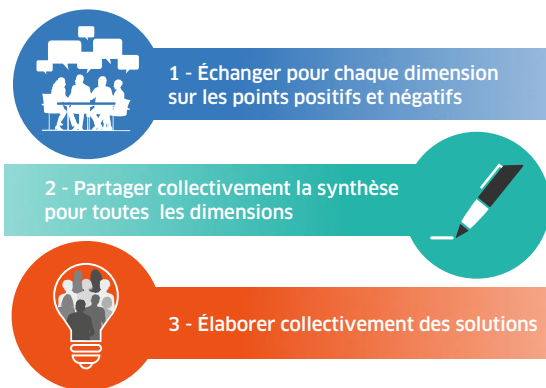 1 - Échanger pour chaque dimension
sur les points positifs et négatifs
2 - Partager collectivement la synthèse
pour toutes les dimensions
3 - Élaborer collectivement des solutions